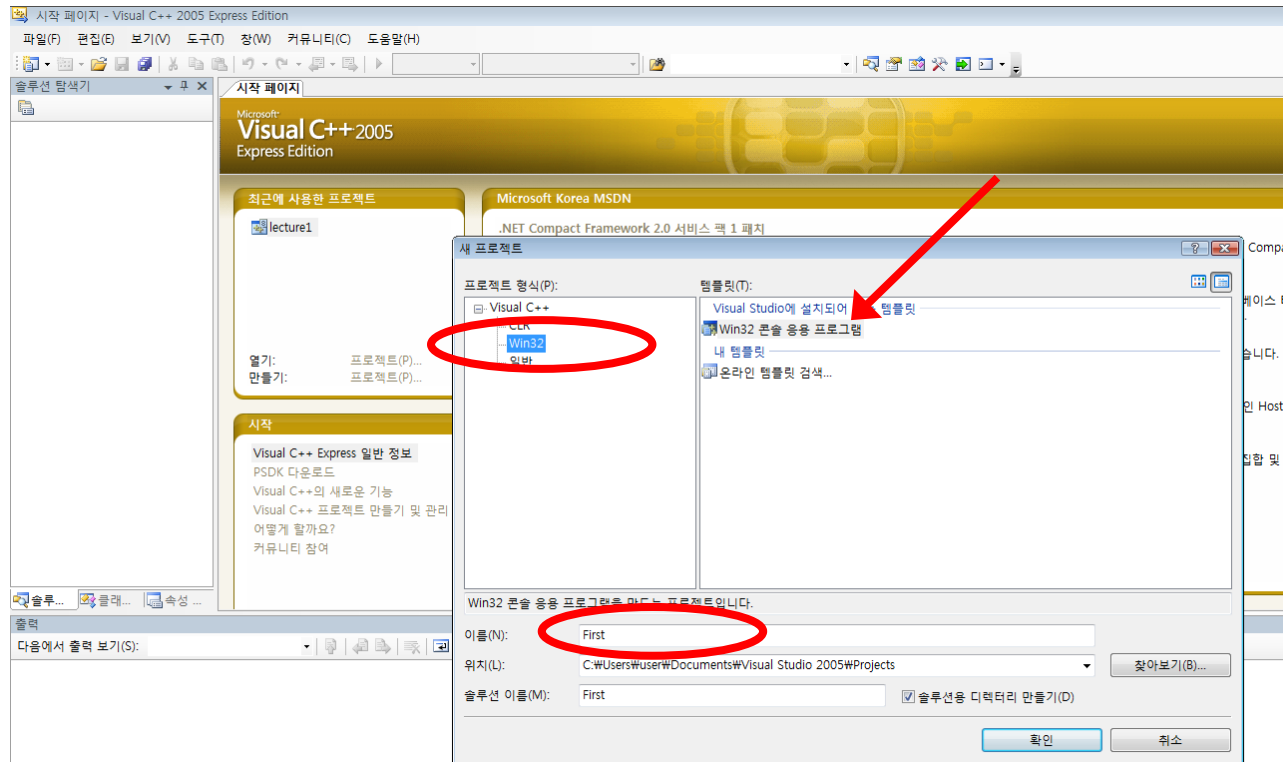 시작 페이지 - Visual C++ 2005 Express Edition
파일(F) 편집(E) 보기(V) 도구(T) 창(W) 커뮤니티(C) 도움말(H)
솔루션 탐색기
시작 페이지
Microsoft
Visual C++ 2005
Express Edition
최근에 사용한 프로젝트
Microsoft Korea MSDN
lecture1
.NET Compact Framework 2.0 서비스 팩 1 패치
열기: 프로젝트(P)...
만들기: 프로젝트(P)...
시작
Visual C++ Express 일반 정보
PSDK 다운로드
Visual C++의 새로운 기능
Visual C++ 프로젝트 만들기 및 관리
어떻게 할까요?
커뮤니티 참여
새 프로젝트
프로젝트 형식(P):
템플릿(T):
Visual C++
CLR
Win32
일반
Visual Studio에 설치되어 템플릿
Win32 콘솔 응용 프로그램
내 템플릿
온라인 템플릿 검색...
Win32 콘솔 응용 프로그램을 만드는 프로젝트입니다.
이름(N): First
위치(L): C:₩Users₩user₩Documents₩Visual Studio 2005₩Projects 찾아보기(B)...
솔루션 이름(M): First 솔루션용 디렉터리 만들기(D)
확인 취소
Compa
습니다.
인 Host
집합 및
솔루... 클래... 속성 ...
출력
다음에서 출력 보기(S):